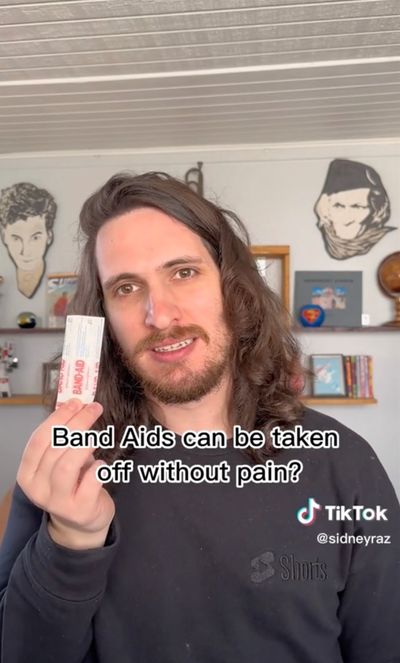 BAND-AID
Band Aids can be taken
off without pain?
TikTok
@sidneyraz
Shorts